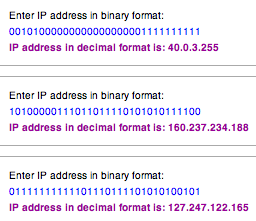 Enter IP address in binary format:
00101000000000000000001111111111
IP address in decimal format is: 40.0.3.255
Enter IP address in binary format:
10100000111011011110101010111100
IP address in decimal format is: 160.237.234.188
Enter IP address in binary format:
01111111111101110111101010100101
IP address in decimal format is: 127.247.122.165